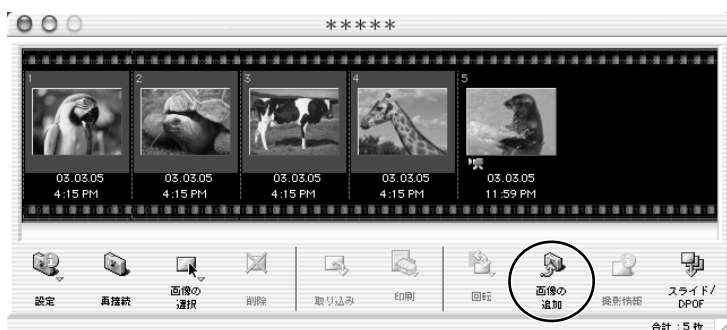 *****
1
2
3
4
5
03.03.05
4:15 PM
03.03.05
4:15 PM
03.03.05
4:15 PM
03.03.05
4:15 PM
03.03.05
11:59 PM
設定
再接続
画像の
選択
削除
取り込み
印刷
回転
画像の
追加
撮影情報
スライド/
DPOF
合計:5 枚